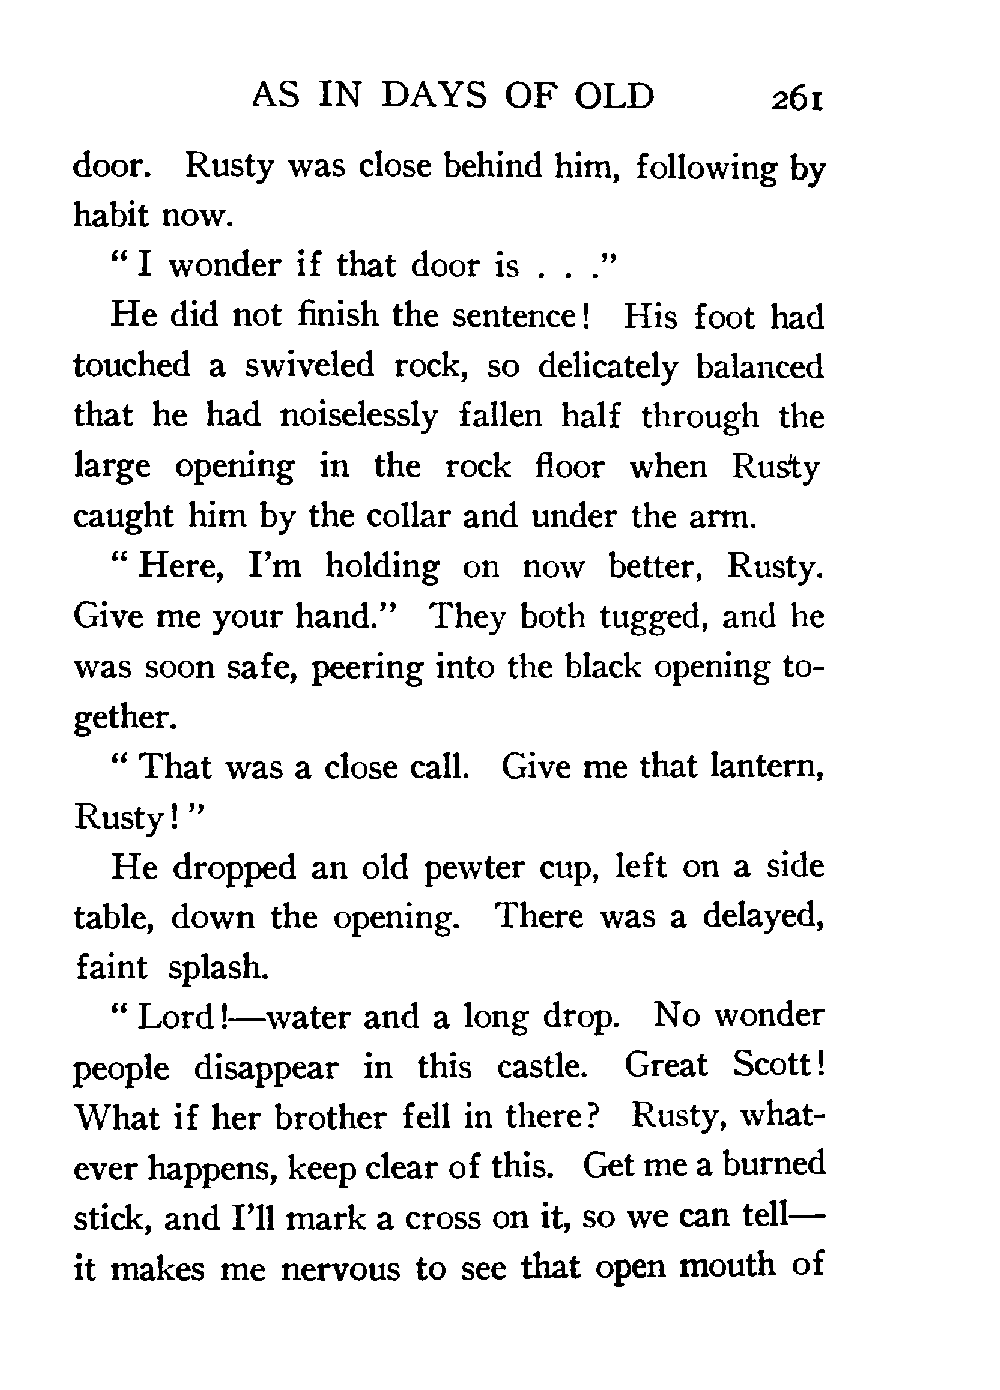 AS IN DAYS OF OLD 261
door. Rusty was close behind him, following by
habit now.
“ I wonder if that door is . . .”
He did not finish the sentence! His foot had
touched a swiveled rock, so delicately balanced
that he had noiselessly fallen half through the
large opening in the rock floor when Rusty
caught him by the collar and under the arm.
“ Here, I’m holding on now better, Rusty.
Give me your hand.” They both tugged, and he
was soon safe, peering into the black opening to-
gether.
“ That was a close call. Give me that lantern,
Rusty! ”
He dropped an old pewter cup, left on a side
table, down the opening. There was a delayed,
faint splash.
“ Lord!—water and a long drop. No wonder
people disappear in this castle. Great Scott!
What if her brother fell in there? Rusty, what-
ever happens, keep clear of this. Get me a burned
stick, and I’ll mark a cross on it, so we can tell—
it makes me nervous to see that open mouth of